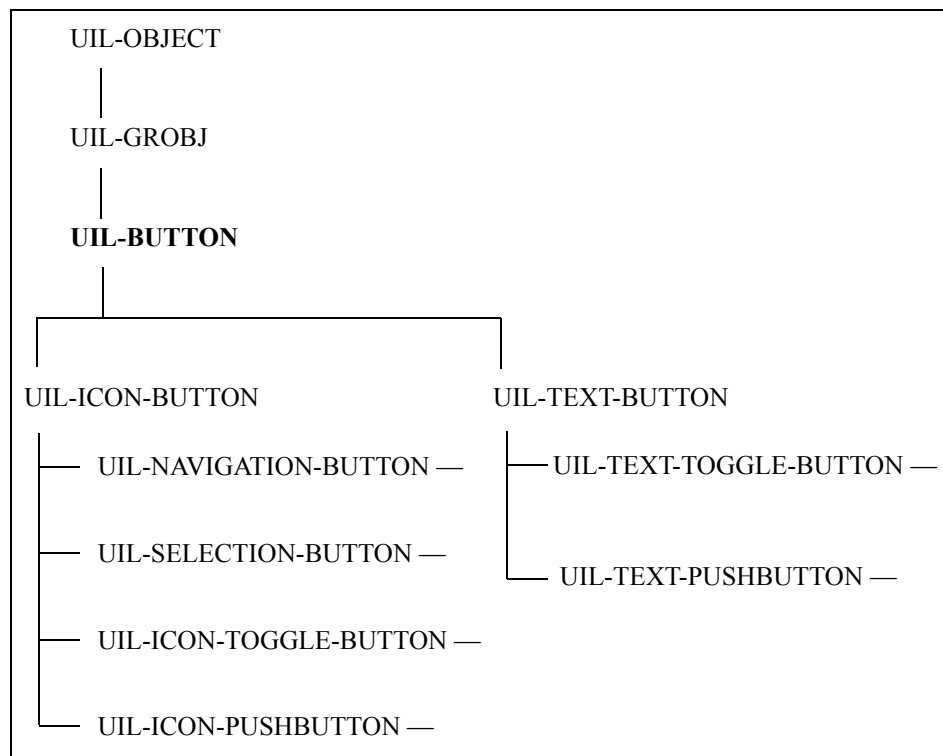 UIL-OBJECT
UIL-GROBJ
UIL-BUTTON
UIL-ICON-BUTTON
UIL-NAVIGATION-BUTTON —
UIL-SELECTION-BUTTON —
UIL-ICON-TOGGLE-BUTTON —
UIL-ICON-PUSHBUTTON —
UIL-TEXT-BUTTON
UIL-TEXT-TOGGLE-BUTTON —
UIL-TEXT-PUSHBUTTON —